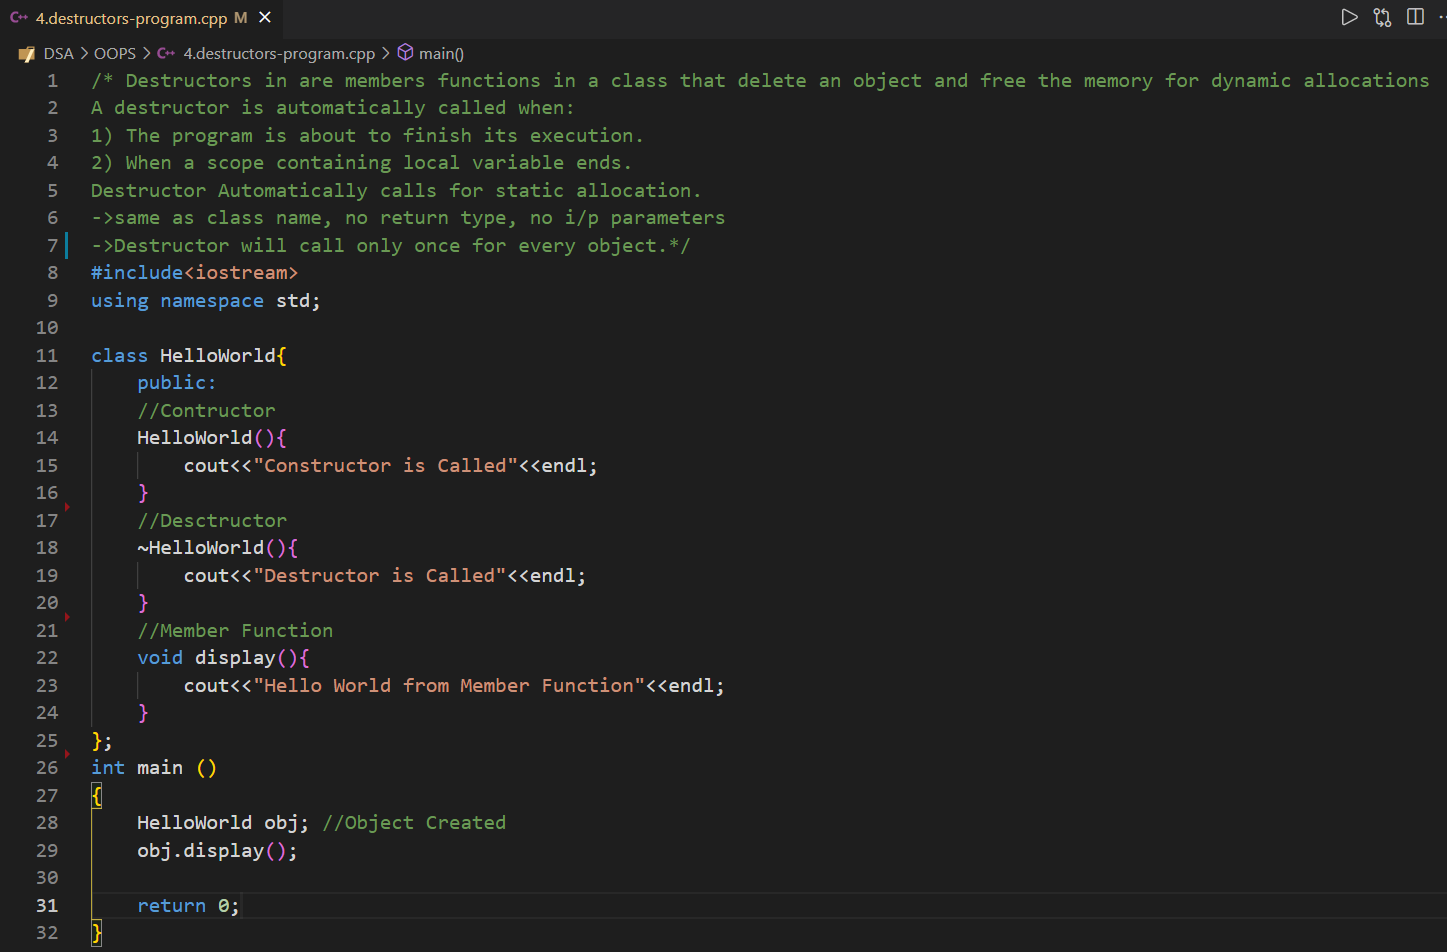 C++ 4.destructors-program.cpp M
DSA > OOPS > C++ 4.destructors-program.cpp > main()
1 /* Destructors in are members functions in a class that delete an object and free the memory for dynamic allocations
2 A destructor is automatically called when:
3 1) The program is about to finish its execution.
4 2) When a scope containing local variable ends.
5 Destructor Automatically calls for static allocation.
6 ->same as class name, no return type, no i/p parameters
7 ->Destructor will call only once for every object.*/
8 #include<iostream>
9 using namespace std;
10
11 class HelloWorld{
12     public:
13     //Contructor
14     HelloWorld(){
15         cout<<"Constructor is Called"<<endl;
16     }
17     //Desctructor
18     ~HelloWorld(){
19         cout<<"Destructor is Called"<<endl;
20     }
21     //Member Function
22     void display(){
23         cout<<"Hello World from Member Function"<<endl;
24     }
25 };
26 int main ()
27 {
28     HelloWorld obj; //Object Created
29     obj.display();
30
31     return 0;
32 }